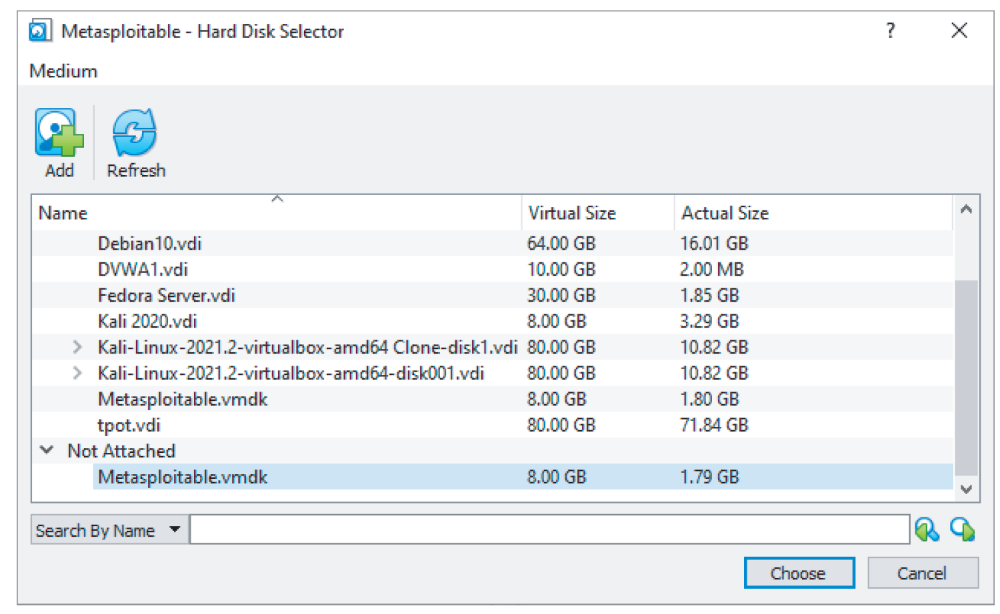 Metasploitable - Hard Disk Selector ?
Medium
Add Refresh
Name Virtual Size Actual Size
Debian10.vdi 64.00 GB 16.01 GB
DVWA1.vdi 10.00 GB 2.00 MB
Fedora Server.vdi 30.00 GB 1.85 GB
Kali 2020.vdi 8.00 GB 3.29 GB
Kali-Linux-2021.2-virtualbox-amd64 Clone-disk1.vdi 80.00 GB 10.82 GB
Kali-Linux-2021.2-virtualbox-amd64-disk001.vdi 80.00 GB 10.82 GB
Metasploitable.vmdk 8.00 GB 1.80 GB
tpot.vdi 80.00 GB 71.84 GB
Not Attached
Metasploitable.vmdk 8.00 GB 1.79 GB
Search By Name
Choose Cancel